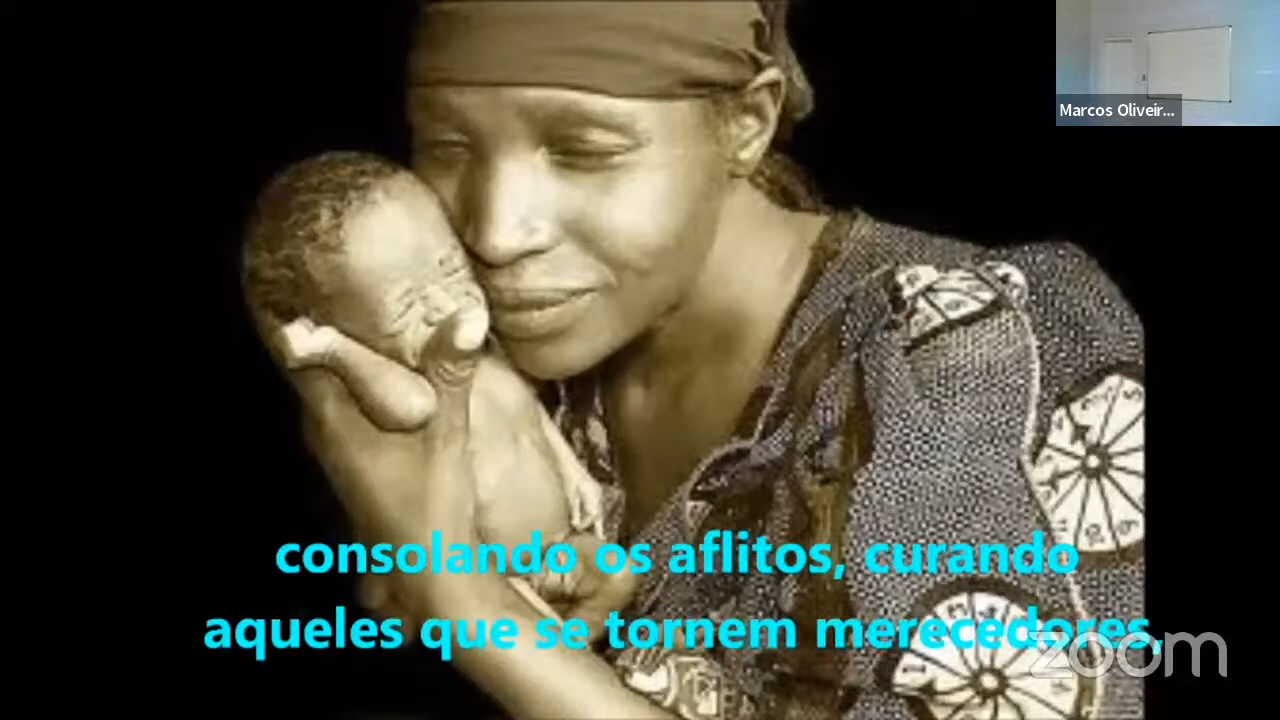 Marcos Oliveir...
consolando os aflitos, curando
aqueles que se tornem merecedores,
zoom